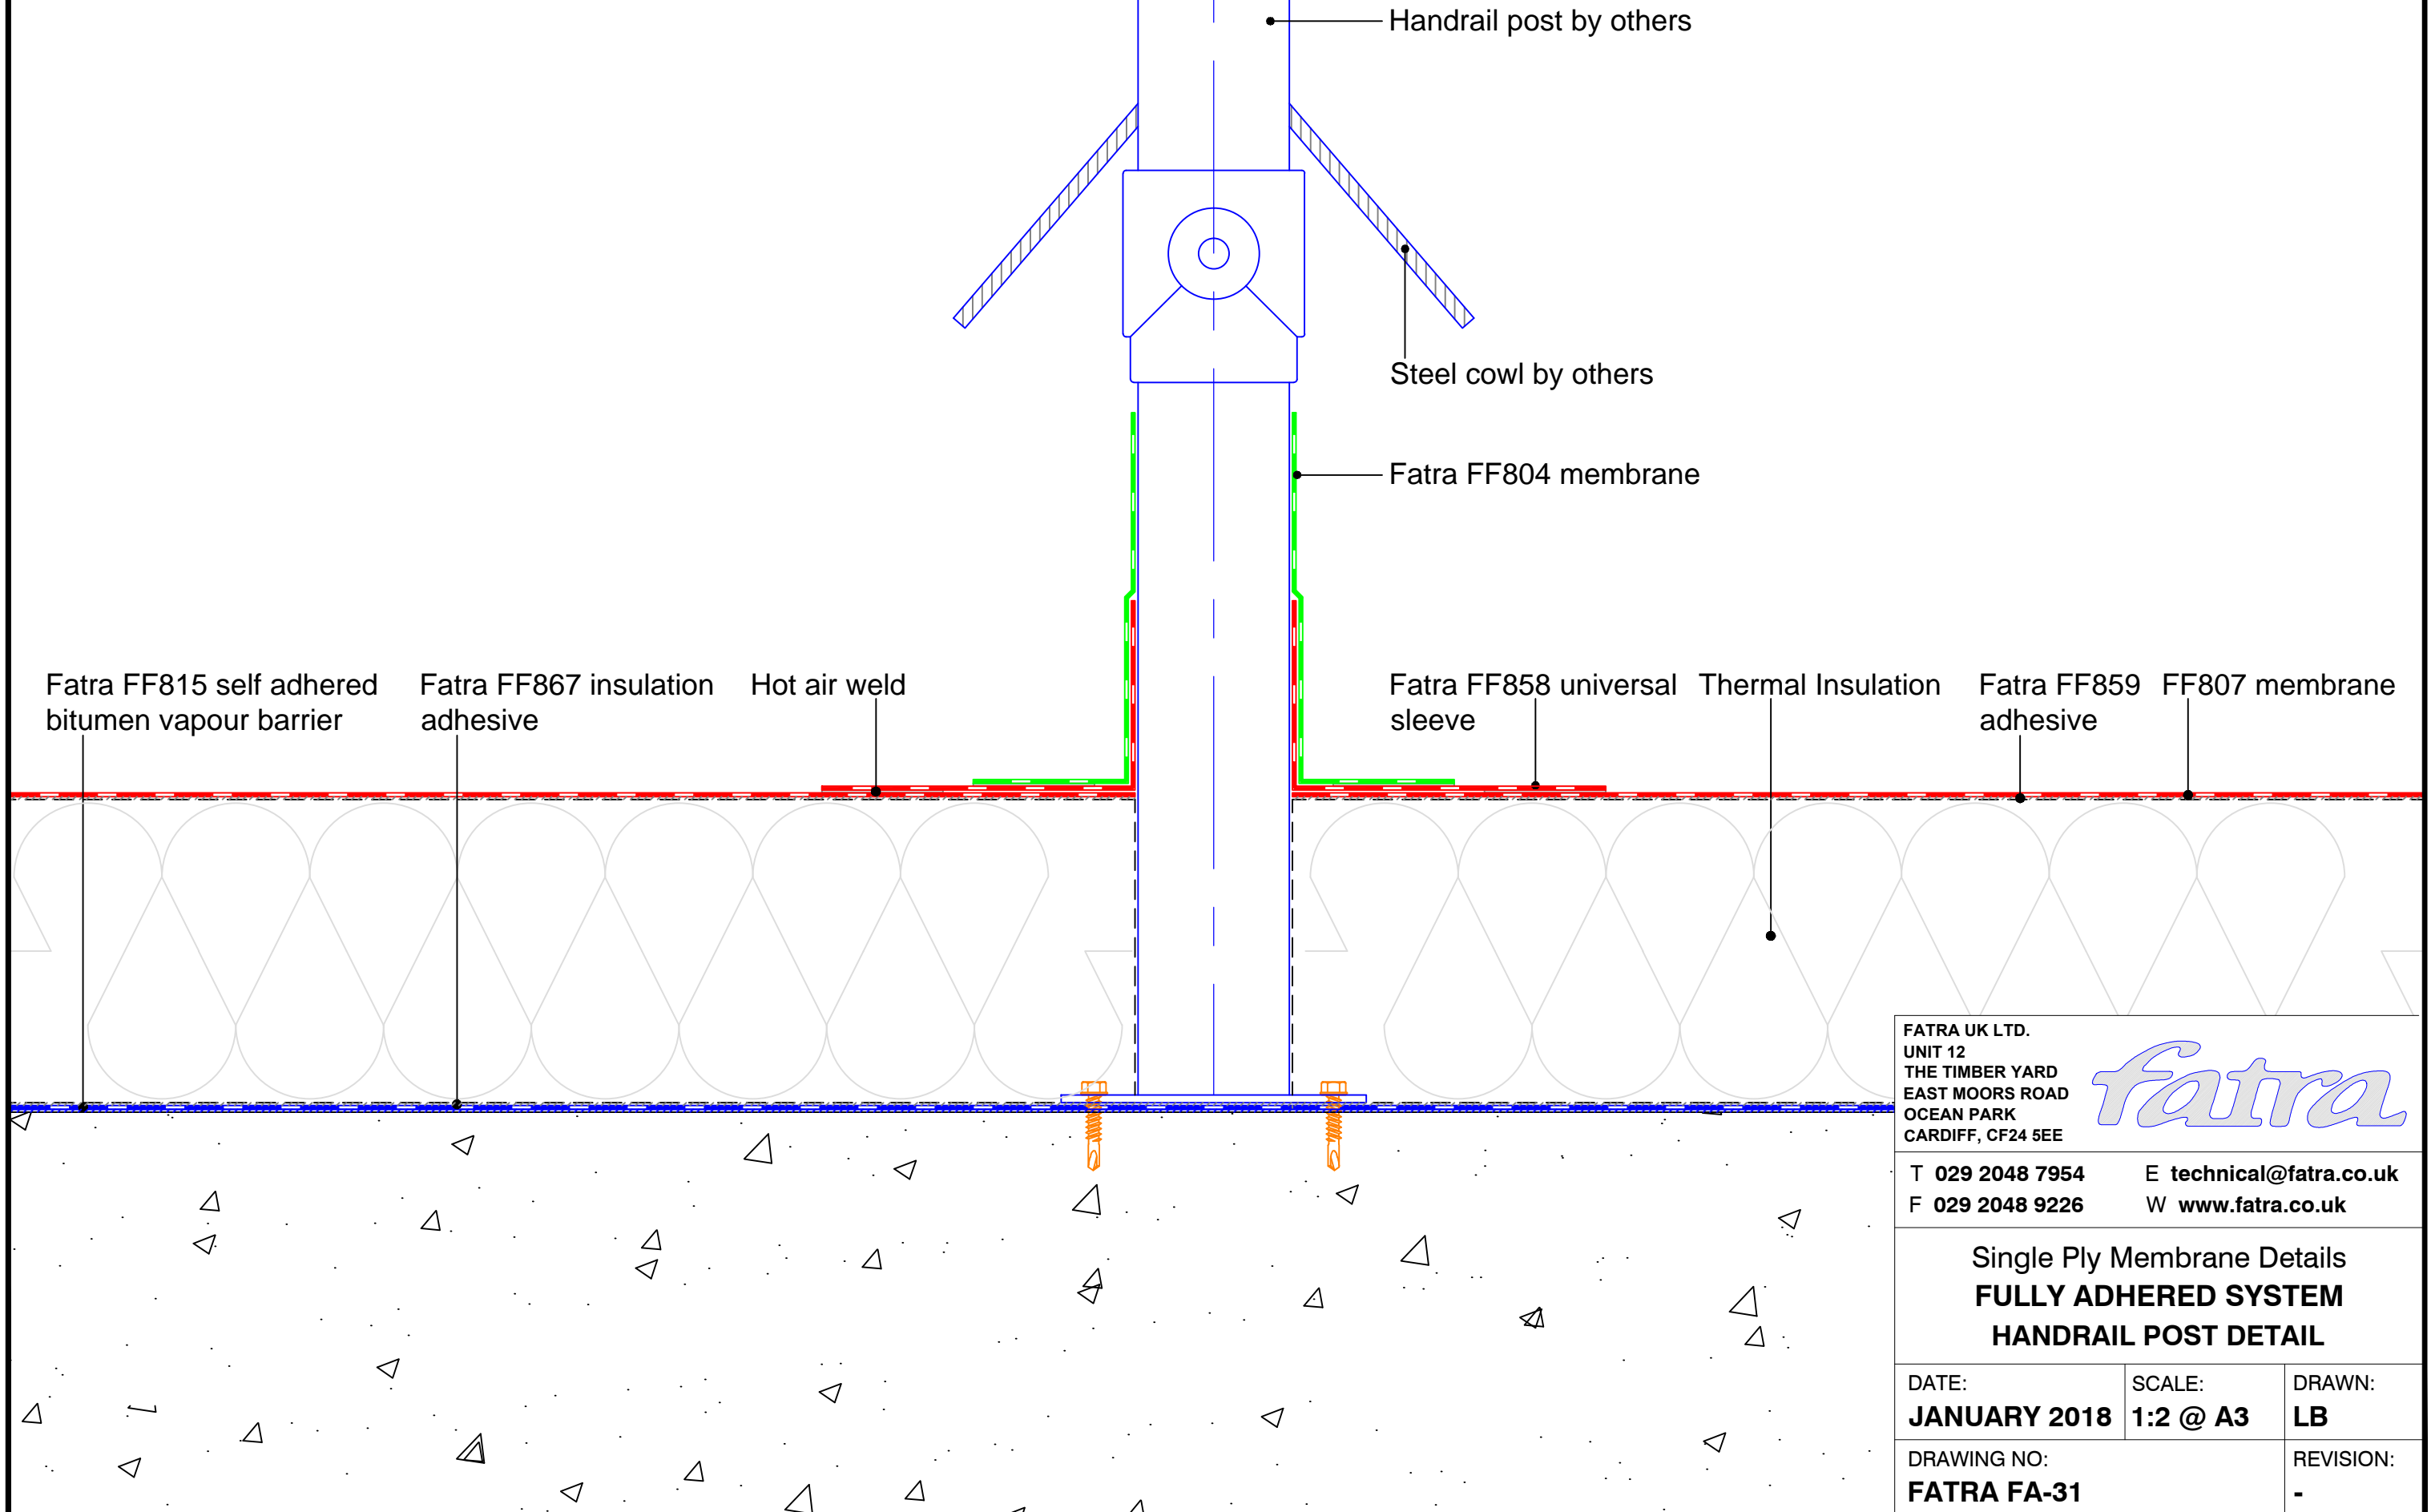 Handrail post by others
Steel cowl by others
Fatra FF804 membrane
Fatra FF815 self adhered
bitumen vapour barrier
Fatra FF867 insulation
adhesive
Hot air weld
Fatra FF858 universal
sleeve
Thermal Insulation
Fatra FF859
adhesive
FF807 membrane
FATRA UK LTD.
UNIT 12
THE TIMBER YARD
EAST MOORS ROAD
OCEAN PARK
CARDIFF, CF24 5EE
fatra
T 029 2048 7954
E technical@fatra.co.uk
F 029 2048 9226
W www.fatra.co.uk
Single Ply Membrane Details
FULLY ADHERED SYSTEM
HANDRAIL POST DETAIL
DATE:
JANUARY 2018
SCALE:
1:2 @ A3
DRAWN:
LB
DRAWING NO:
FATRA FA-31
REVISION:
-